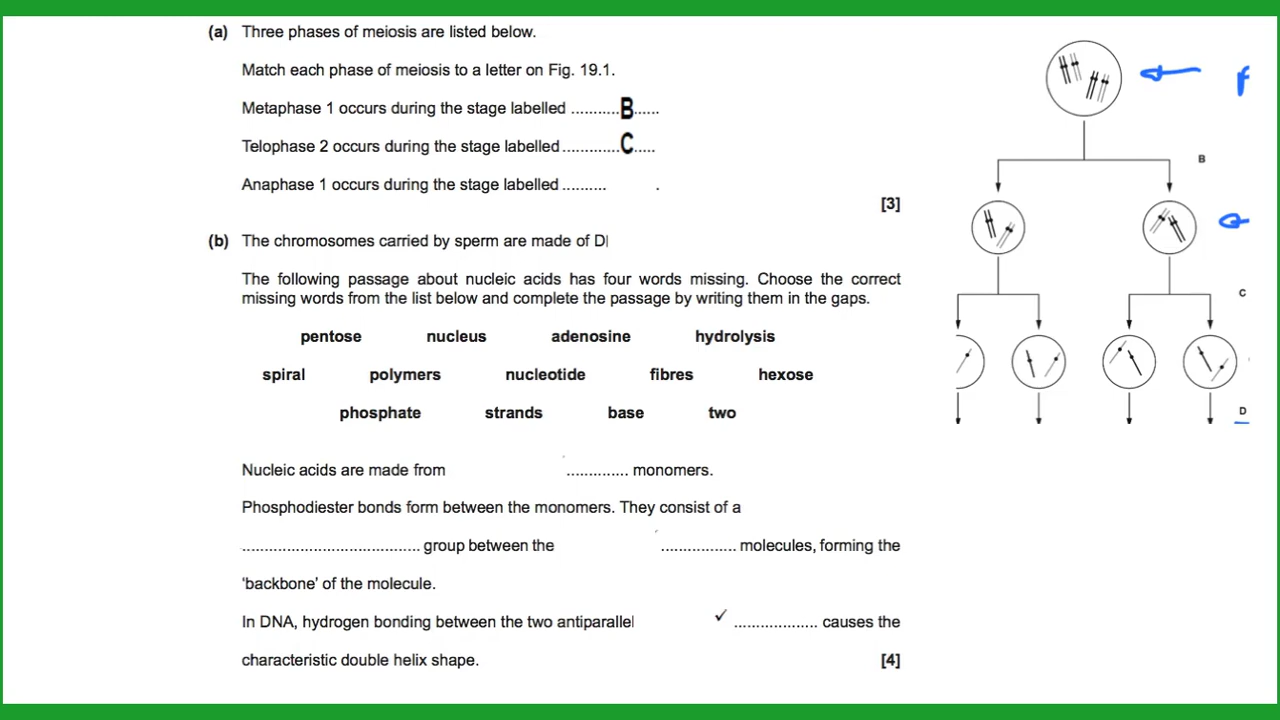 (a) Three phases of meiosis are listed below.
Match each phase of meiosis to a letter on Fig. 19.1.
Metaphase 1 occurs during the stage labelled ...........B......
Telophase 2 occurs during the stage labelled .............C.....
Anaphase 1 occurs during the stage labelled .......... .
[3]
(b) The chromosomes carried by sperm are made of D
The following passage about nucleic acids has four words missing. Choose the correct
missing words from the list below and complete the passage by writing them in the gaps.
pentose nucleus adenosine hydrolysis
spiral polymers nucleotide fibres hexose
phosphate strands base two
Nucleic acids are made from .............. monomers.
Phosphodiester bonds form between the monomers. They consist of a
........................................ group between the ................. molecules, forming the
'backbone' of the molecule.
In DNA, hydrogen bonding between the two antiparallel ✓ ................... causes the
characteristic double helix shape. [4]
B
C
D